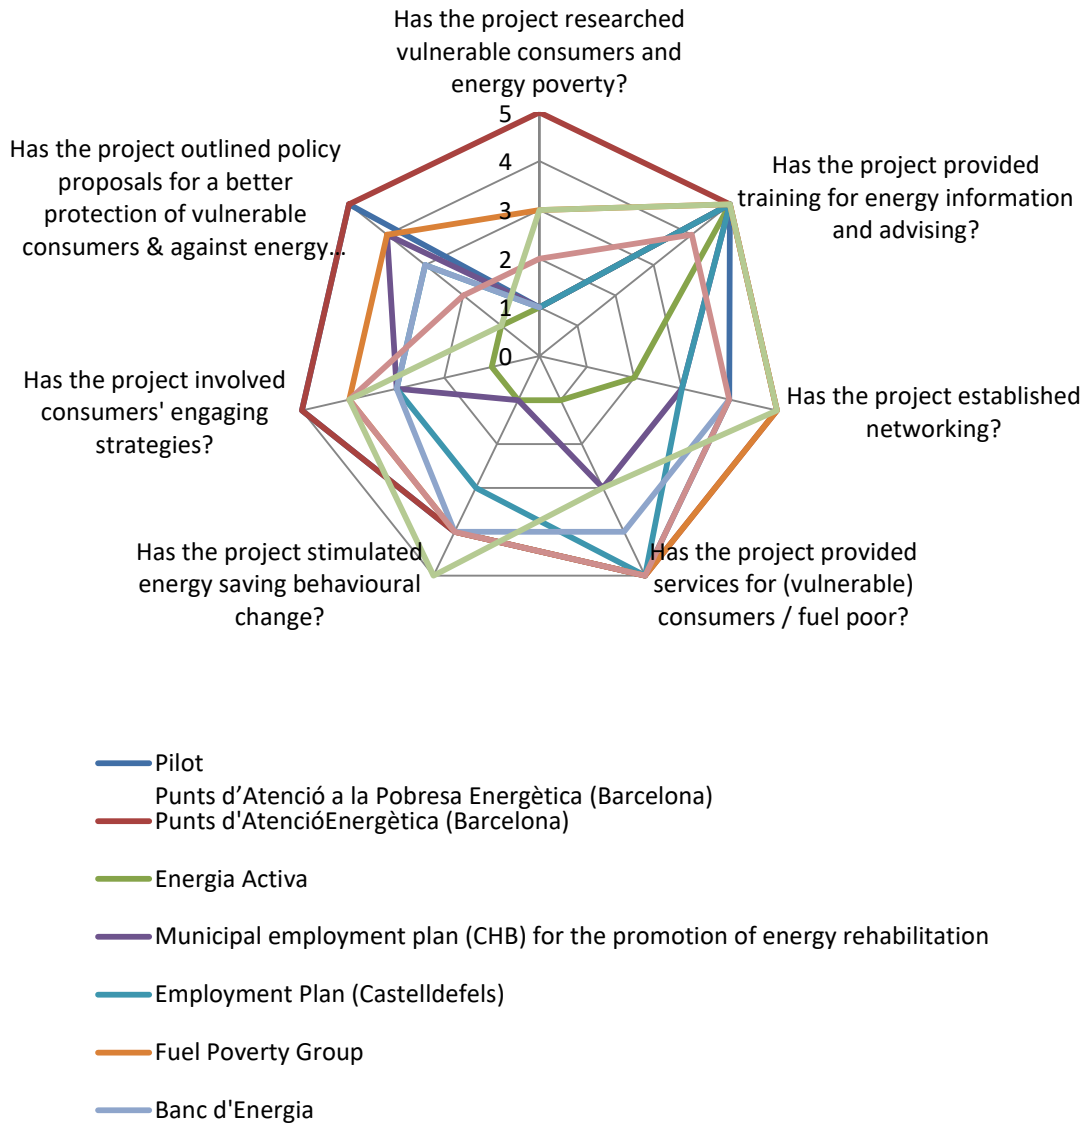 Has the project researched
vulnerable consumers and
energy poverty?
5
4
3
2
1
0
Has the project provided
training for energy information
and advising?
Has the project established
networking?
Has the project provided
services for (vulnerable)
consumers / fuel poor?
Has the project stimulated
energy saving behavioural
change?
Has the project involved
consumers' engaging
strategies?
Has the project outlined policy
proposals for a better
protection of vulnerable
consumers & against energy...
Pilot
Punts d’Atenció a la Pobresa Energètica (Barcelona)
Punts d'AtencióEnergètica (Barcelona)
Energia Activa
Municipal employment plan (CHB) for the promotion of energy rehabilitation
Employment Plan (Castelldefels)
Fuel Poverty Group
Banc d'Energia